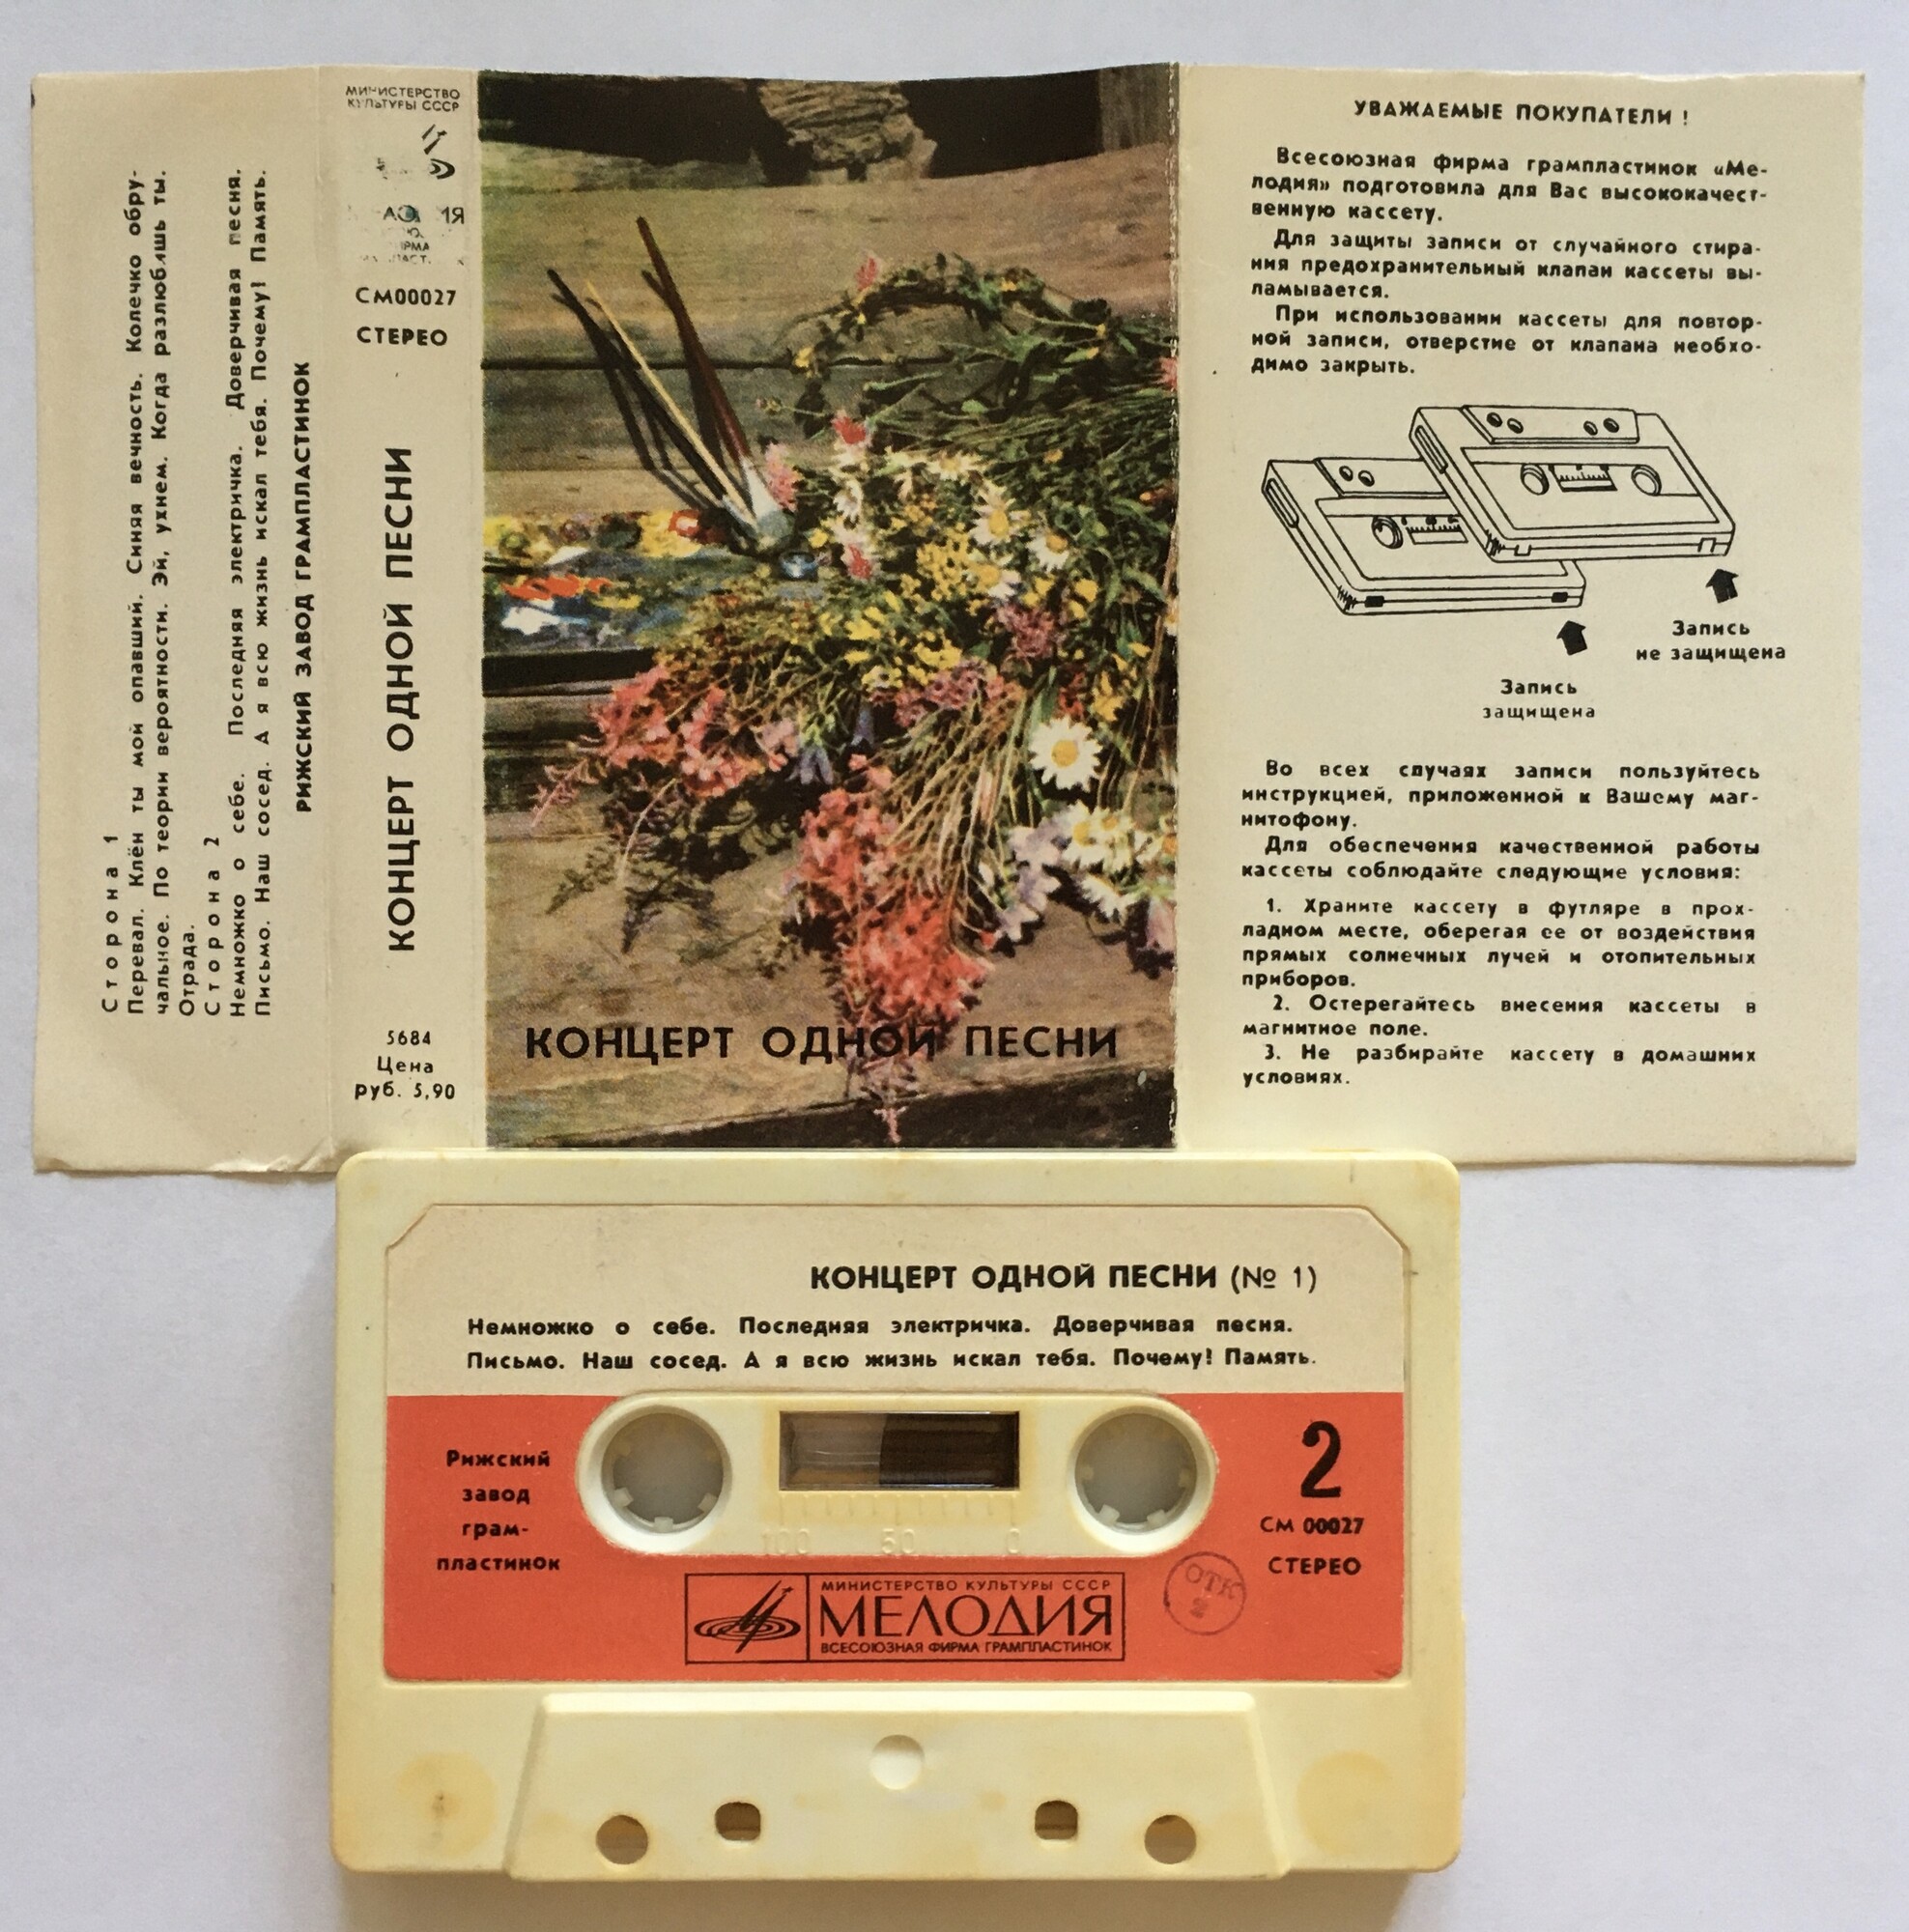 Сторона 1
Перевал. Клён ты мой опавший. Синяя вечность. Колечко обру-
чальное. По теории вероятности. Эй, ухнем. Когда разлюбишь ты.
Отрада.
Сторона 2
Немножко о себе. Последняя электричка. Доверчивая песня.
Письмо. Наш сосед. А я всю жизнь искал тебя. Почему! Память.
РИЖСКИЙ ЗАВОД ГРАМПЛАСТИНОК
МИНИСТЕРСТВО
КУЛЬТУРЫ СССР
СМ00027
СТЕРЕО
КОНЦЕРТ ОДНОЙ ПЕСНИ
5684
Цена
руб. 5,90
КОНЦЕРТ ОДНОЙ ПЕСНИ
УВАЖАЕМЫЕ ПОКУПАТЕЛИ !
Всесоюзная фирма грампластинок «Ме-
лодия» подготовила для Вас высококачест-
венную кассету.
Для защиты записи от случайного стира-
ния предохранительный клапан кассеты вы-
ламывается.
При использовании кассеты для повтор-
ной записи, отверстие от клапана необхо-
димо закрыть.
Запись
не защищена
Запись
защищена
Во всех случаях записи пользуйтесь
инструкцией, приложенной к Вашему маг-
нитофону.
Для обеспечения качественной работы
кассеты соблюдайте следующие условия:
1. Храните кассету в футляре в прох-
ладном месте, оберегая ее от воздействия
прямых солнечных лучей и отопительных
приборов.
2. Остерегайтесь внесения кассеты в
магнитное поле.
3. Не разбирайте кассету в домашних
условиях.
КОНЦЕРТ ОДНОЙ ПЕСНИ (№ 1)
Немножко о себе. Последняя электричка. Доверчивая песня.
Письмо. Наш сосед. А я всю жизнь искал тебя. Почему! Память.
Рижский
завод
грам-
пластинок
100 50 0
2
СМ 00027
СТЕРЕО
ОТК
2
МИНИСТЕРСТВО КУЛЬТУРЫ СССР
МЕЛОДИЯ
ВСЕСОЮЗНАЯ ФИРМА ГРАМПЛАСТИНОК